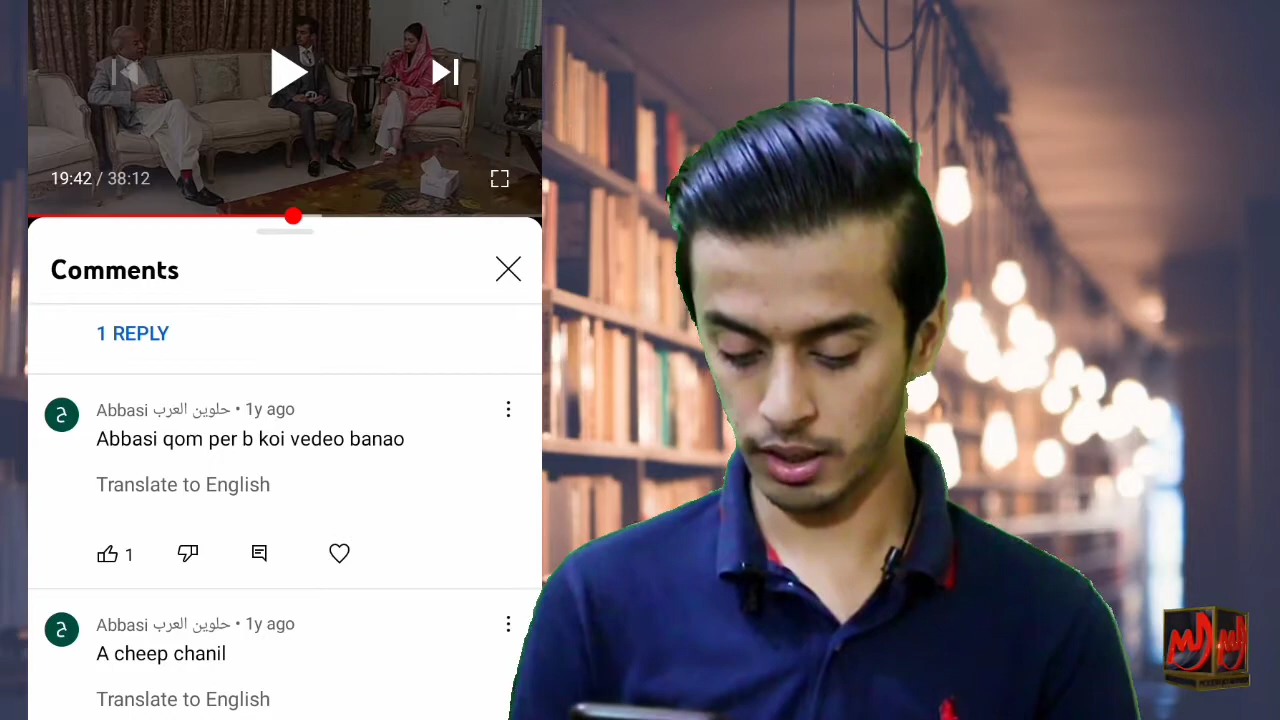 19:42 / 38:12
Comments
1 REPLY
Abbasi حلوين العرب • 1y ago
Abbasi qom per b koi vedeo banao
Translate to English
1
Abbasi حلوين العرب • 1y ago
A cheep chanil
Translate to English